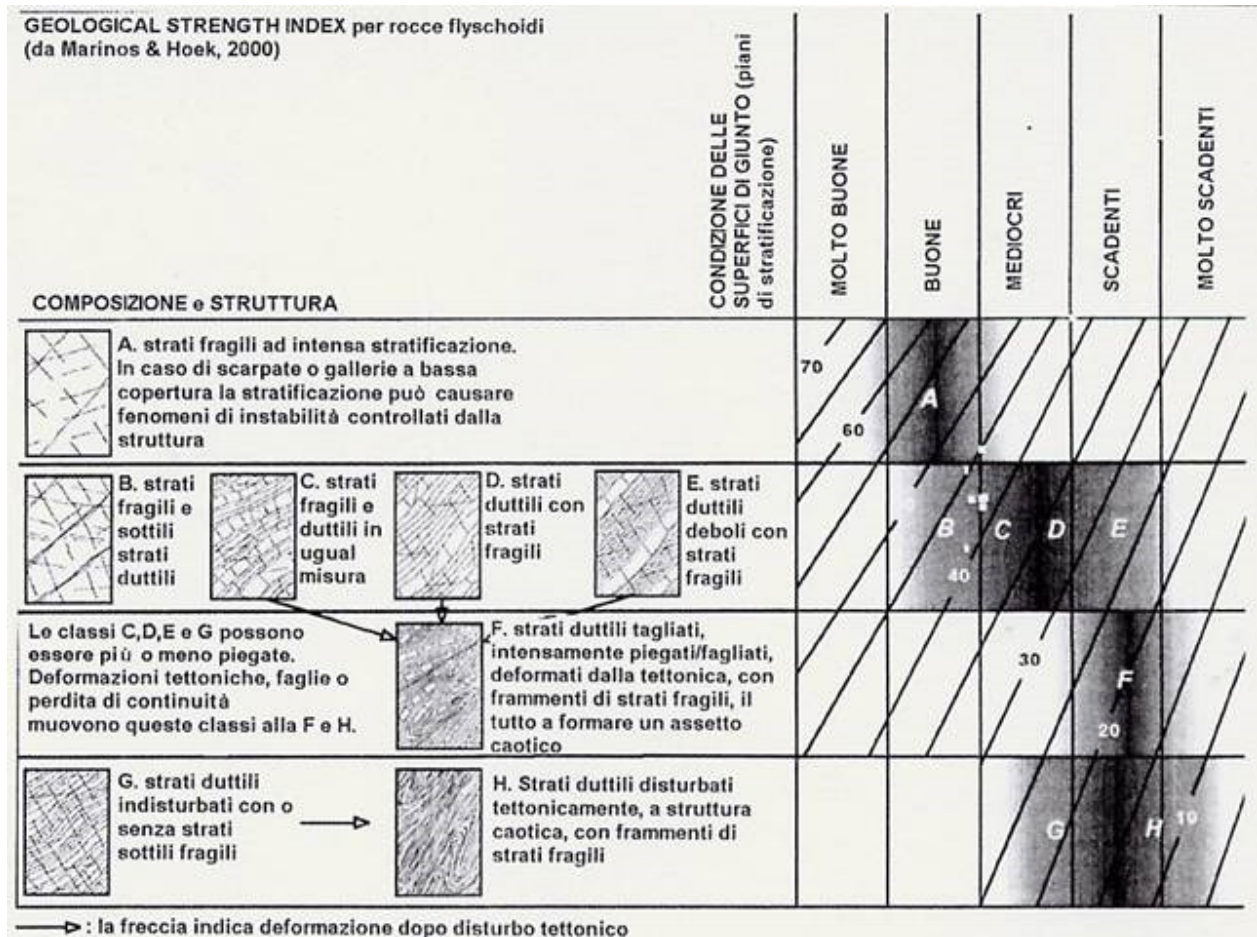 GEOLOGICAL STRENGTH INDEX per rocce flyschoidi
(da Marinos & Hoek, 2000)
CONDIZIONE DELLE
SUPERFICI DI GIUNTO (piani
di stratificazione)
MOLTO BUONE
BUONE
MEDIOCRI
SCADENTI
MOLTO SCADENTI
COMPOSIZIONE e STRUTTURA
A. strati fragili ad intensa stratificazione.
In caso di scarpate o gallerie a bassa
copertura la stratificazione può causare
fenomeni di instabilità controllati dalla
struttura
70
60
A
B. strati
fragili e
sottili
strati
duttili
C. strati
fragili e
duttili in
ugual
misura
D. strati
duttili con
strati
fragili
E. strati
duttili
deboli con
strati
fragili
B
C
D
E
40
Le classi C,D,E e G possono
essere più o meno piegate.
Deformazioni tettoniche, faglie o
perdita di continuità
muovono queste classi alla F e H.
F. strati duttili tagliati,
intensamente piegati/fagliati,
deformati dalla tettonica, con
frammenti di strati fragili, il
tutto a formare un assetto
caotico
30
F
20
G. strati duttili
indisturbati con o
senza strati
sottili fragili
H. Strati duttili disturbati
tettonicamente, a struttura
caotica, con frammenti di
strati fragili
G
H
10
: la freccia indica deformazione dopo disturbo tettonico